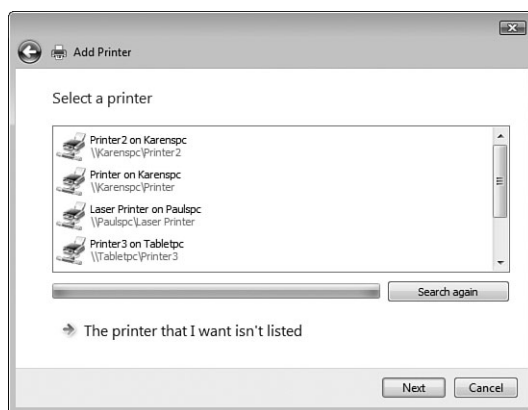 Add Printer
Select a printer
Printer2 on Karenspc
\\Karenspc\Printer2
Printer on Karenspc
\\Karenspc\Printer
Laser Printer on Paulspc
\\Paulspc\Laser Printer
Printer3 on Tabletpc
\\Tabletpc\Printer3
Search again
The printer that I want isn't listed
Next
Cancel